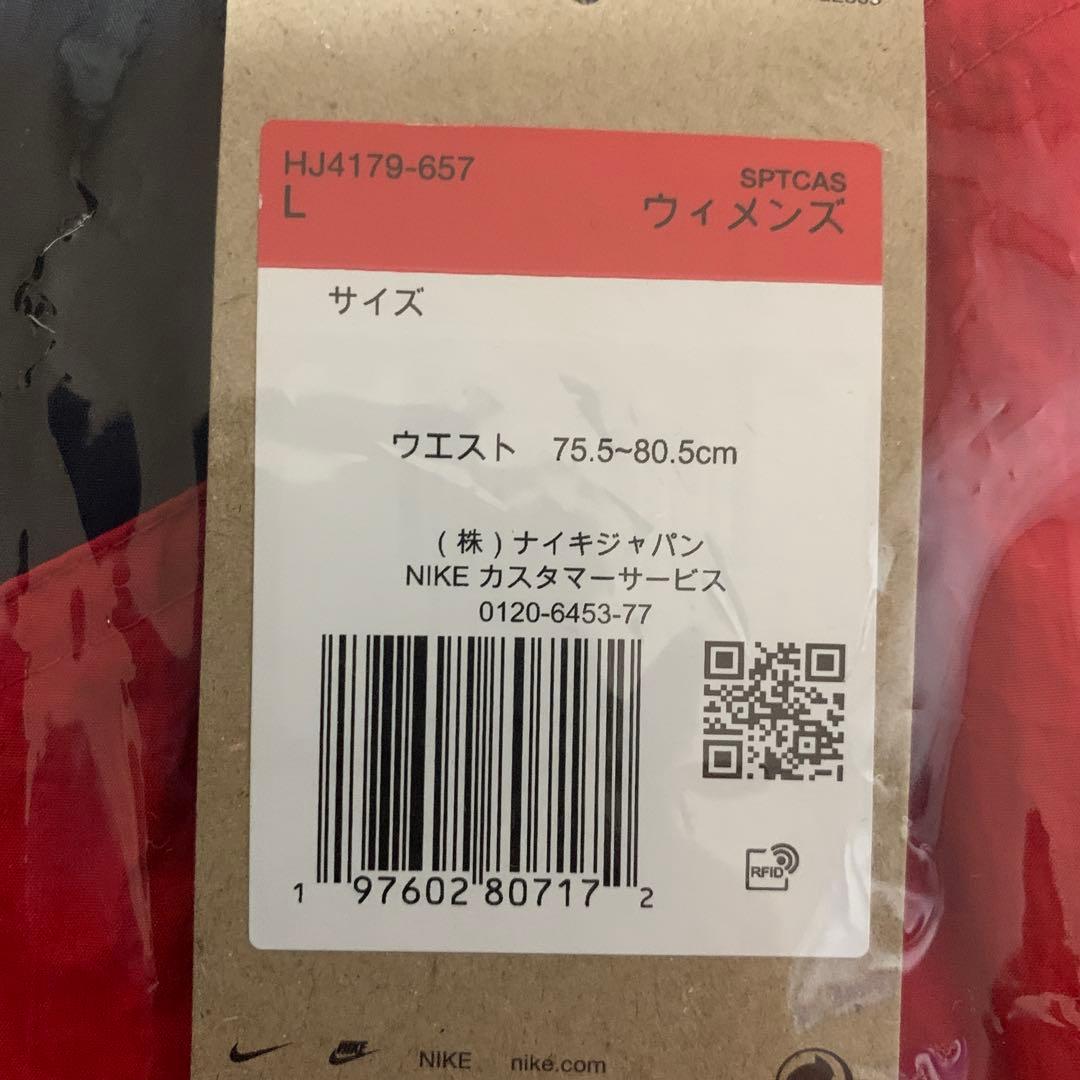 HJ4179-657
SPTCAS
L
ウィメンズ
サイズ
ウエスト 75.5~80.5cm
(株)ナイキジャパン
NIKE カスタマーサービス
0120-6453-77
1 97602 80717 2
RFID
NIKE
NIKE nike.com